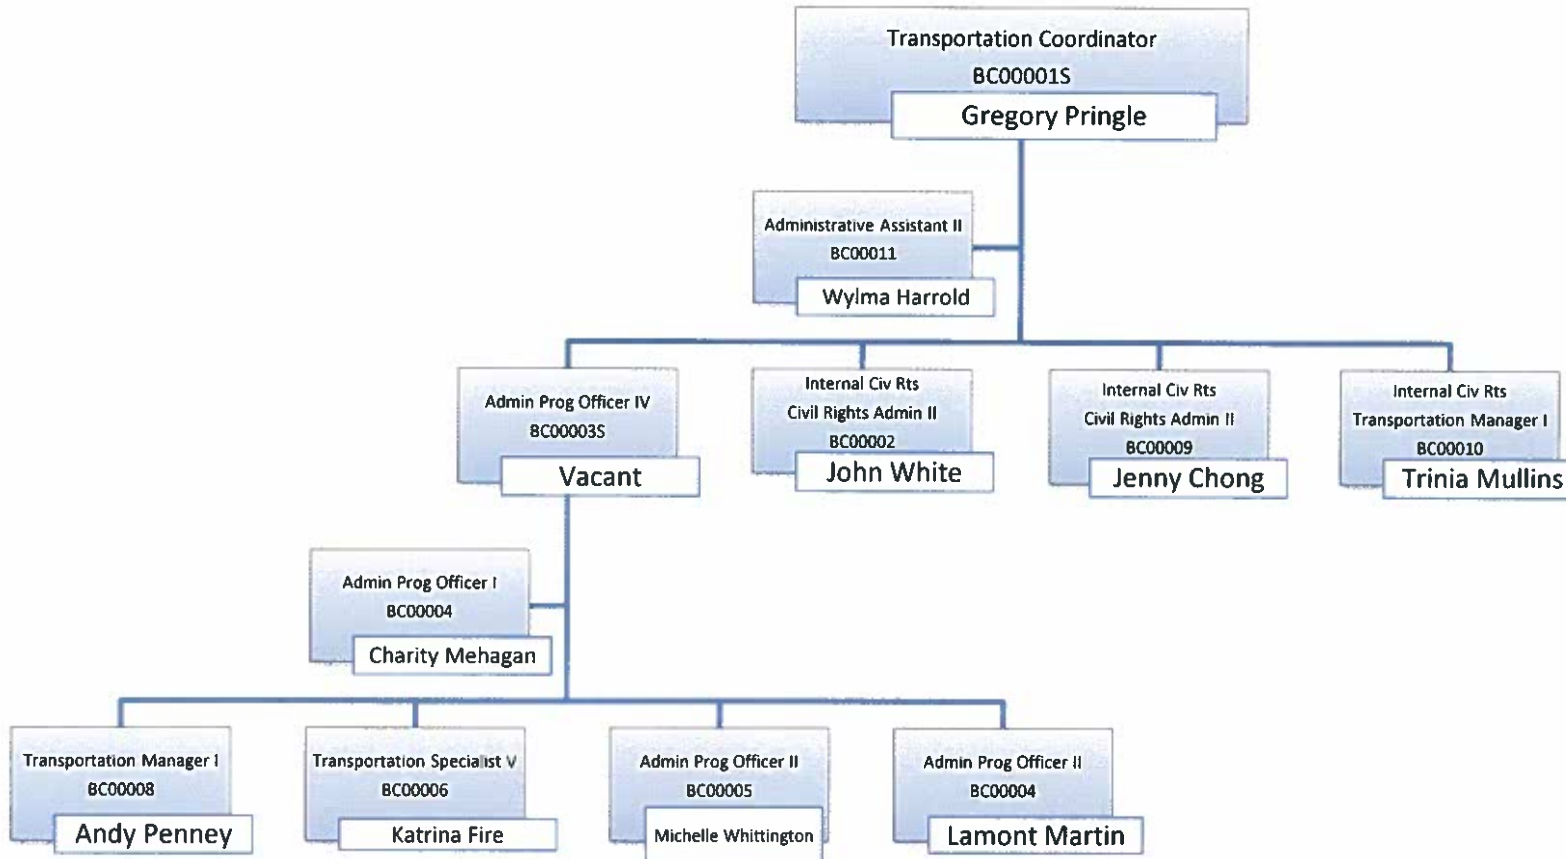 Transportation Coordinator
BC00001S
Gregory Pringle
Administrative Assistant II
BC00011
Wylma Harrold
Admin Prog Officer IV
BC00003S
Vacant
Internal Civ Rts
Civil Rights Admin II
BC00002
John White
Internal Civ Rts
Civil Rights Admin II
BC00009
Jenny Chong
Internal Civ Rts
Transportation Manager I
BC00010
Trinia Mullins
Admin Prog Officer I
BC00004
Charity Mehagan
Transportation Manager I
BC00008
Andy Penney
Transportation Specialist V
BC00006
Katrina Fire
Admin Prog Officer II
BC00005
Michelle Whittington
Admin Prog Officer II
BC00004
Lamont Martin